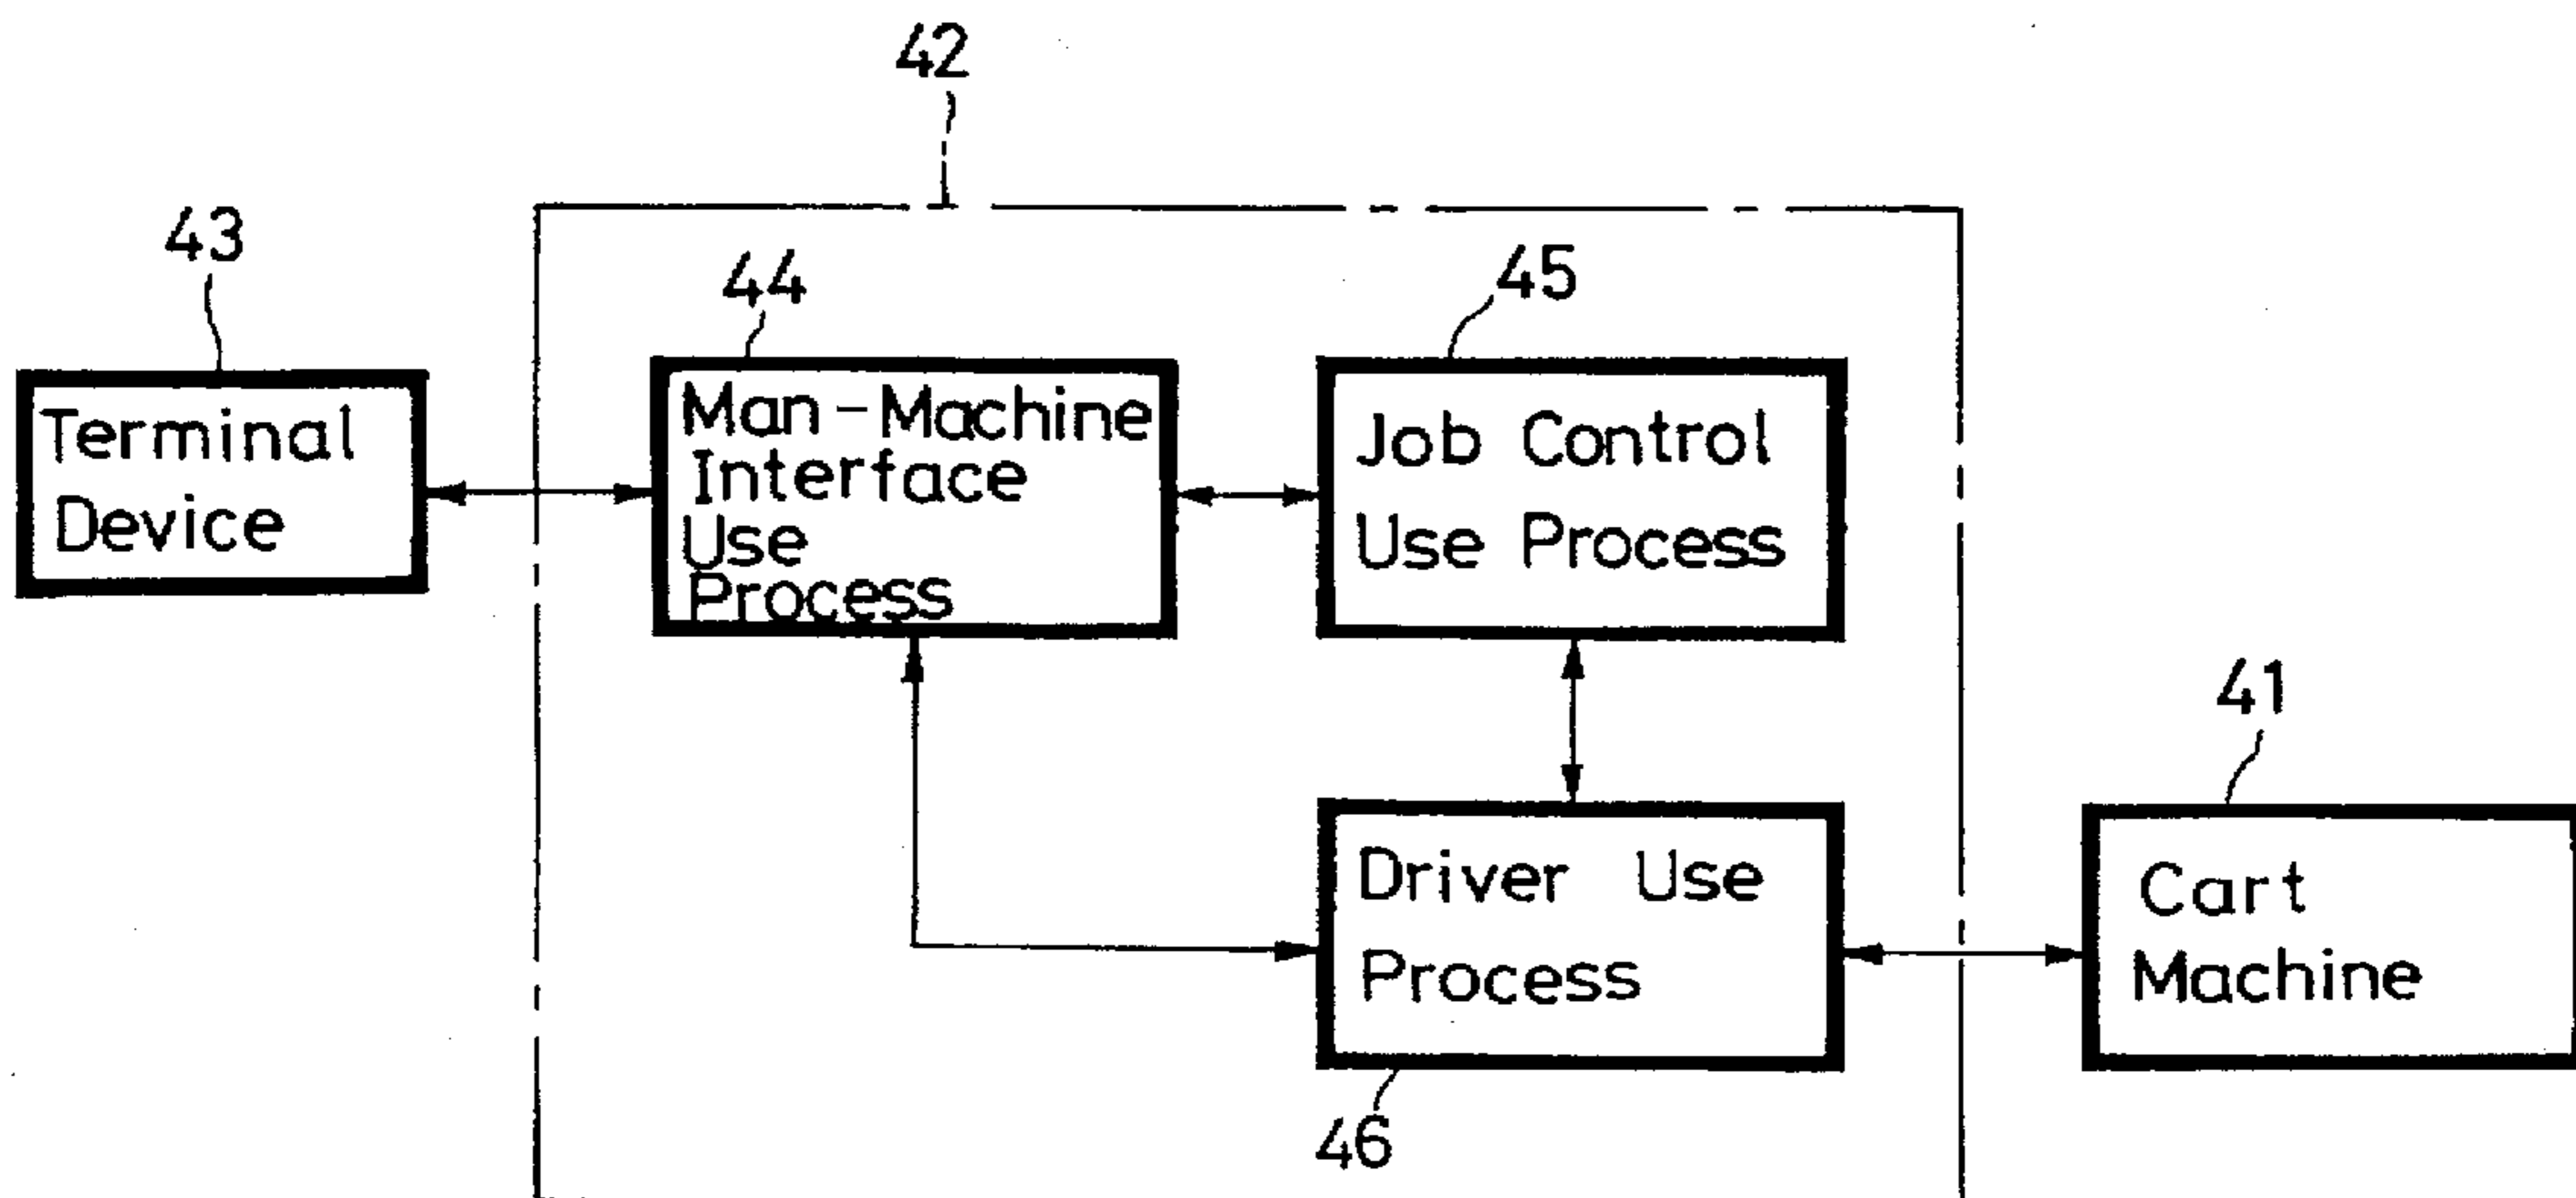 42
43
44
45
Terminal
Device
Man-Machine
Interface
Use
Process
Job Control
Use Process
41
Driver Use
Process
Cart
Machine
46